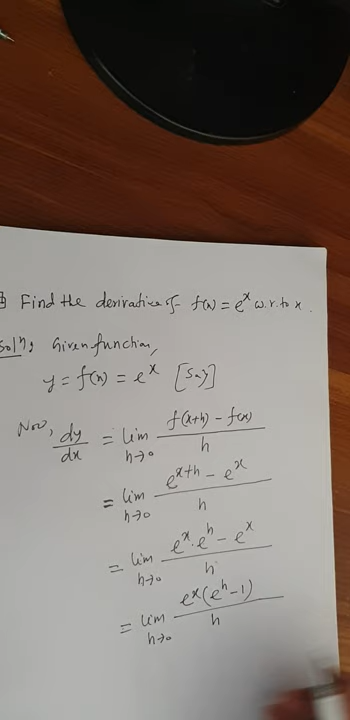 Find the derivative of f(x) = e^x w.r.to x.
Solⁿ, Given function,
y = f(x) = e^x [Say]
Now, dy/dx = lim h→0 (f(x+h) - f(x))/h
= lim h→0 (e^(x+h) - e^x)/h
= lim h→0 (e^x · e^h - e^x)/h
= lim h→0 (e^x(e^h - 1))/h